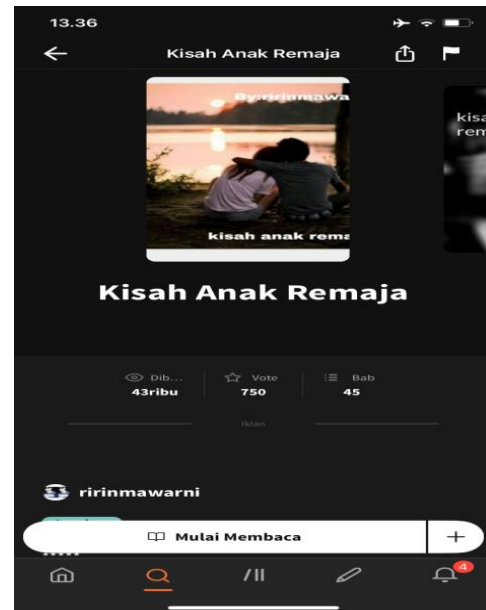 13.36
Kisah Anak Remaja
By:ririnmawa
kisah anak rema
kisa
rem
Kisah Anak Remaja
Dib... Vote Bab
43ribu 750 45
Iklan
ririnmawarni
Mulai Membaca +
4